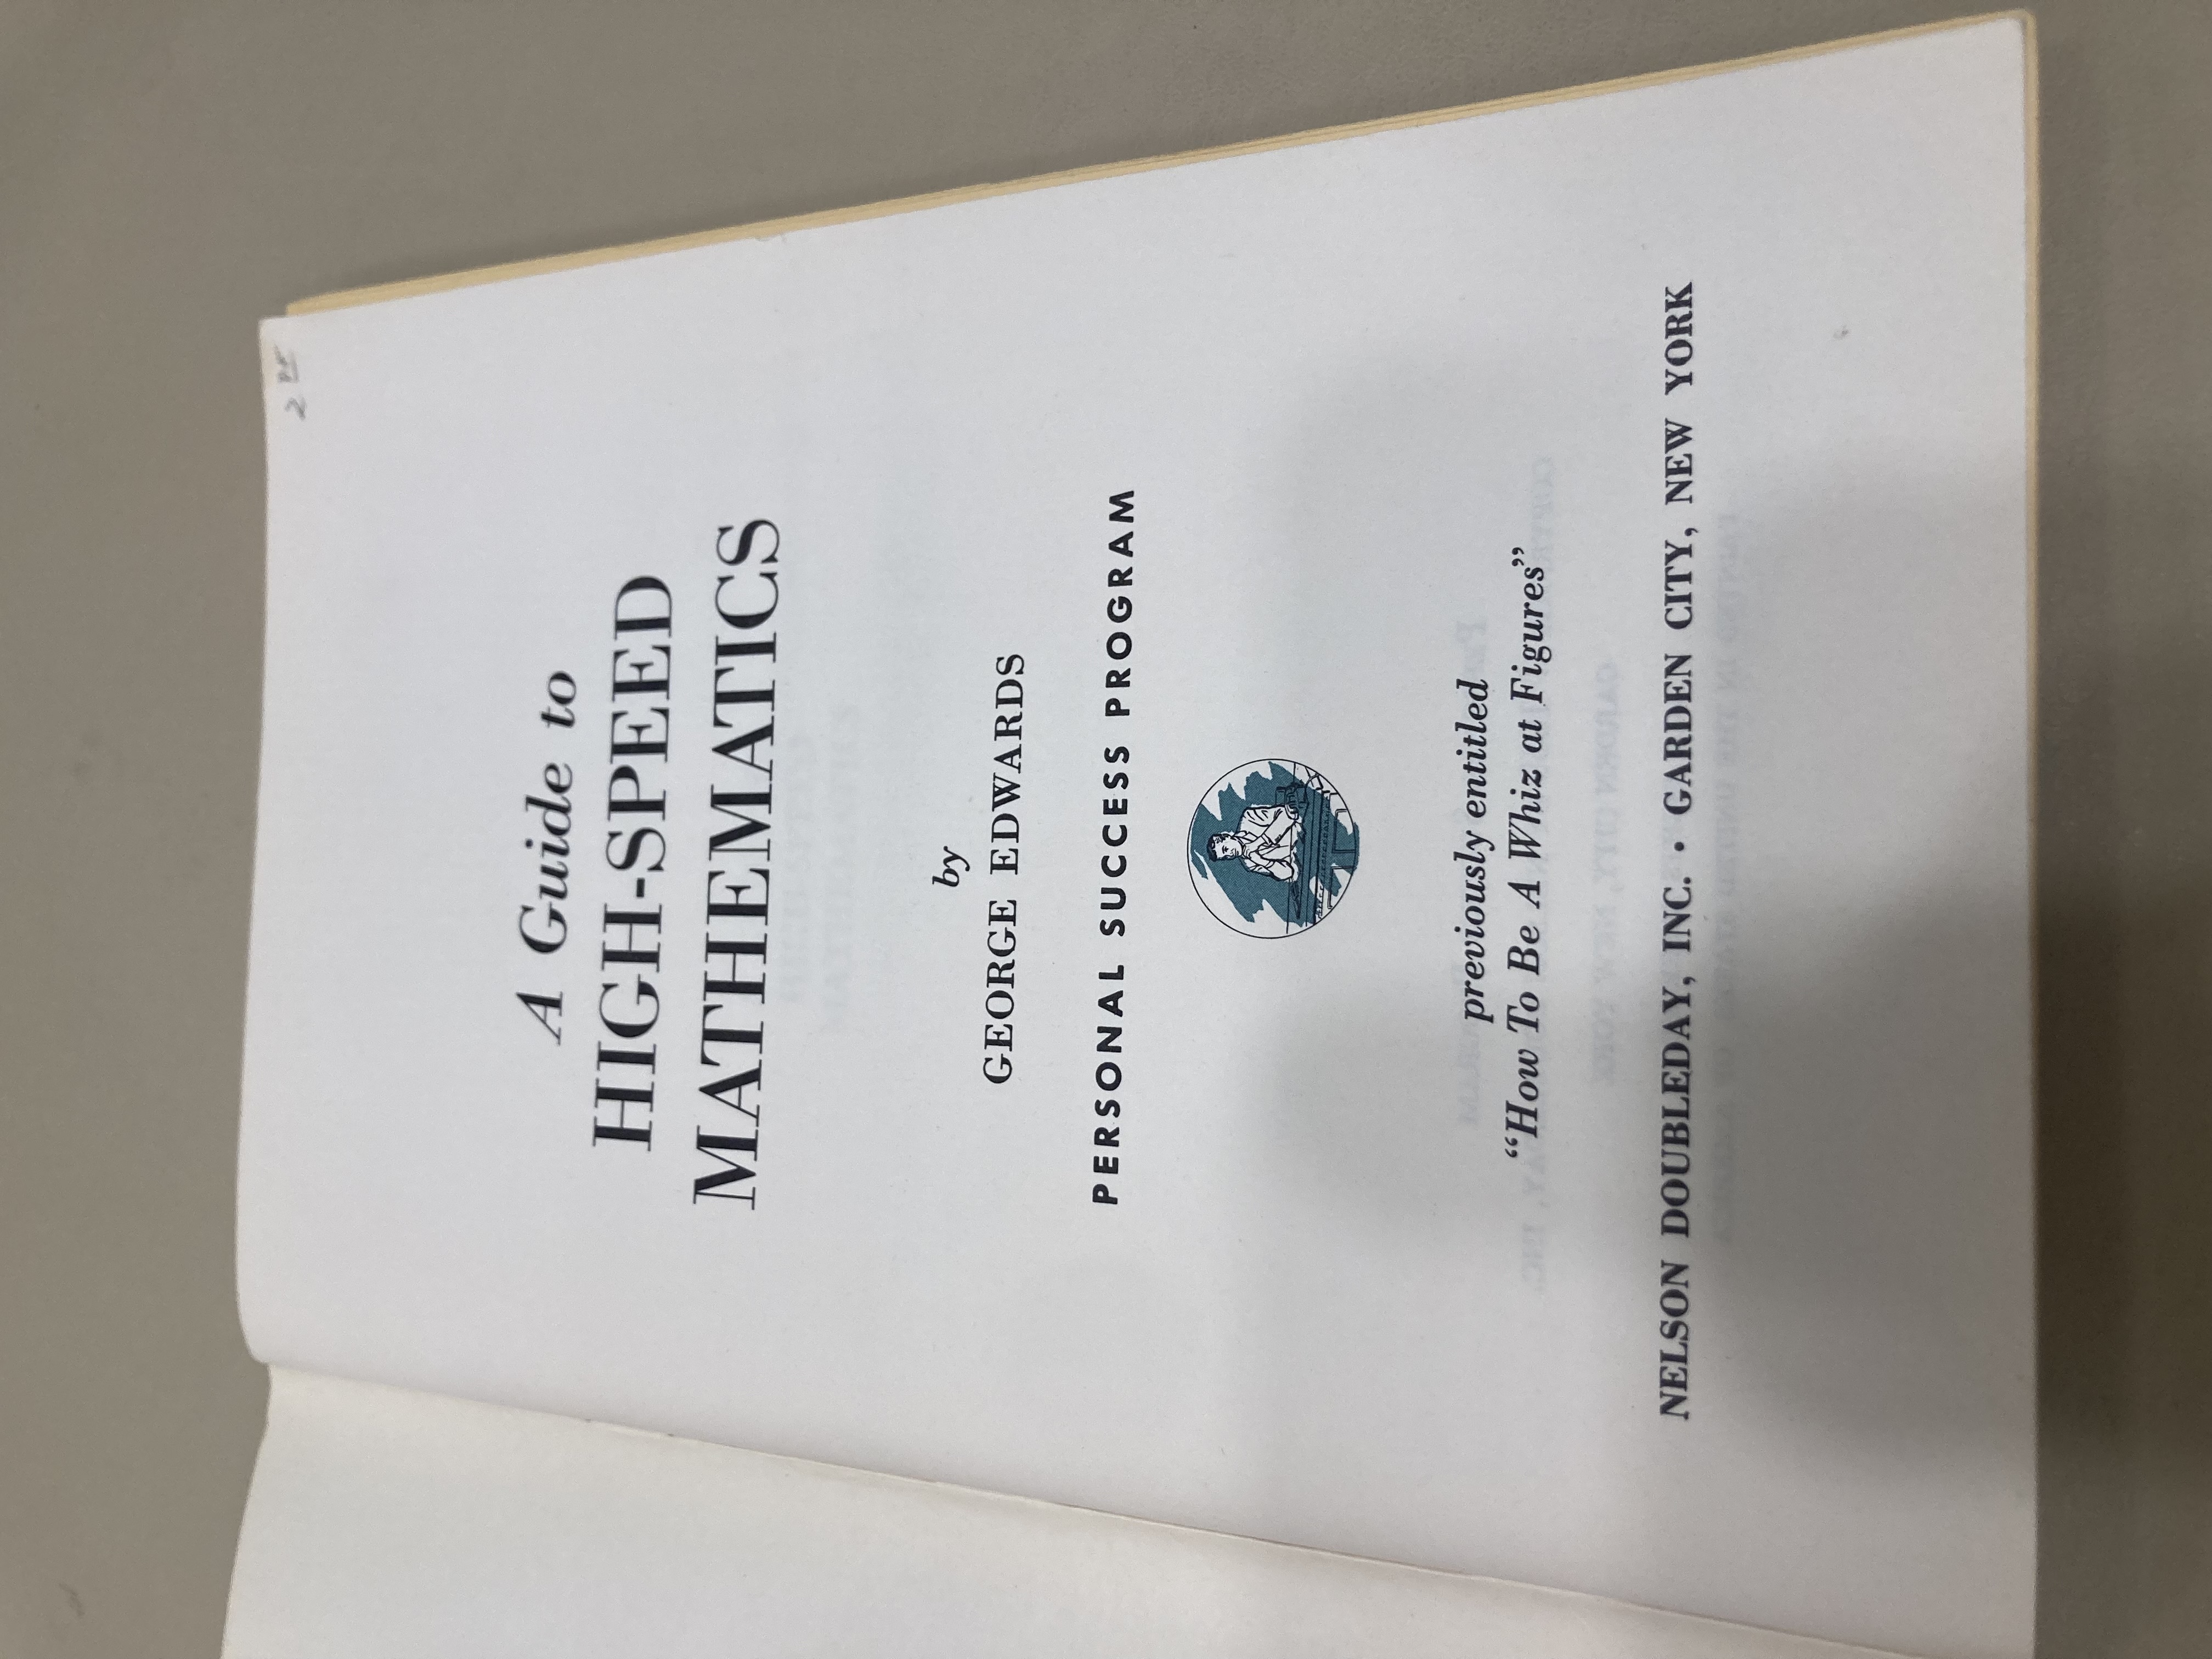 A Guide to
HIGH-SPEED
MATHEMATICS
by
GEORGE EDWARDS
PERSONAL SUCCESS PROGRAM
previously entitled
“How To Be A Whiz at Figures”
NELSON DOUBLEDAY, INC. • GARDEN CITY, NEW YORK